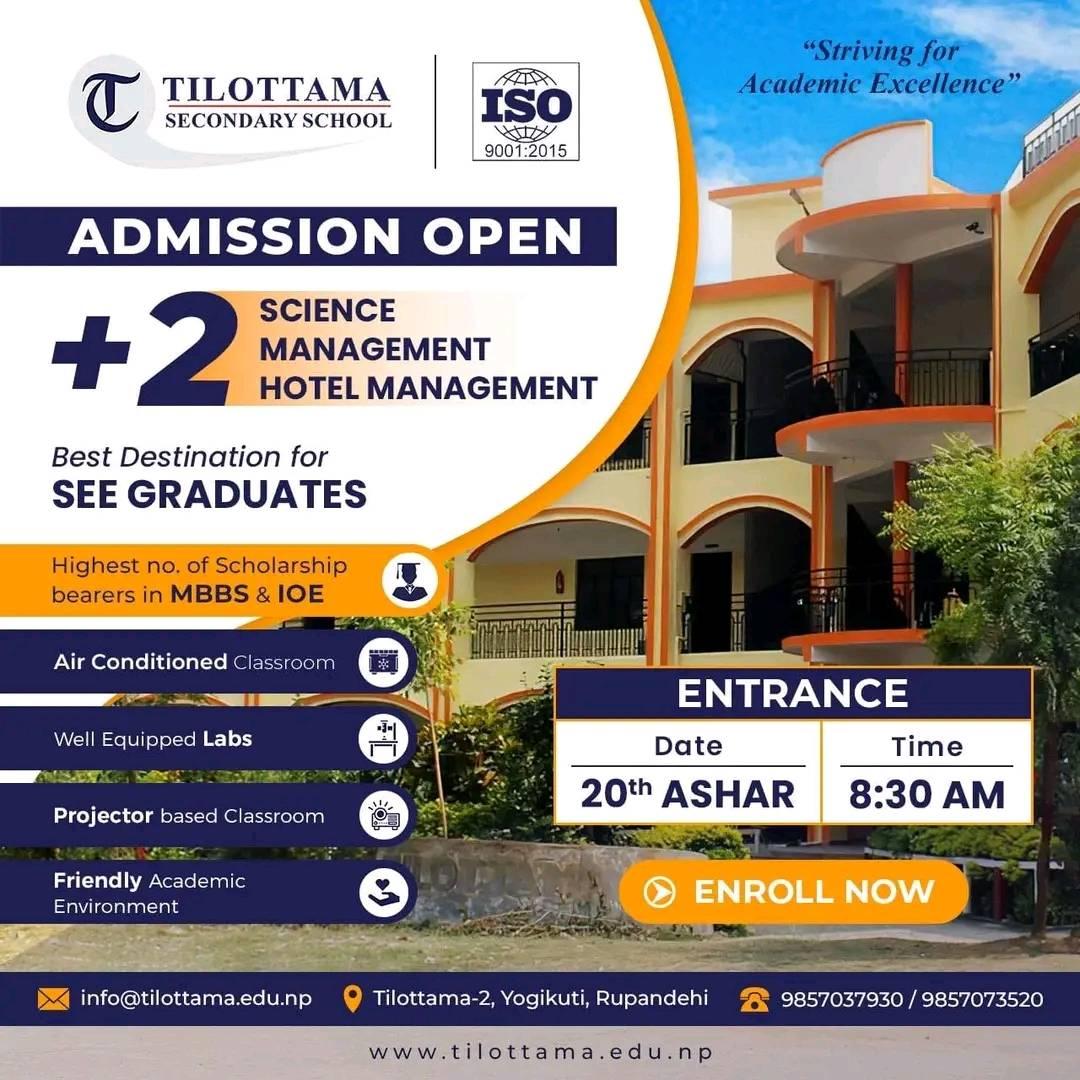 T TILOTTAMA
SECONDARY SCHOOL
ISO
9001:2015
“Striving for
Academic Excellence”
ADMISSION OPEN
+2
SCIENCE
MANAGEMENT
HOTEL MANAGEMENT
Best Destination for
SEE GRADUATES
Highest no. of Scholarship
bearers in MBBS & IOE
Air Conditioned Classroom
Well Equipped Labs
Projector based Classroom
Friendly Academic
Environment
ENTRANCE
Date
20th ASHAR
Time
8:30 AM
ENROLL NOW
info@tilottama.edu.np
Tilottama-2, Yogikuti, Rupandehi
9857037930 / 9857073520
www.tilottama.edu.np